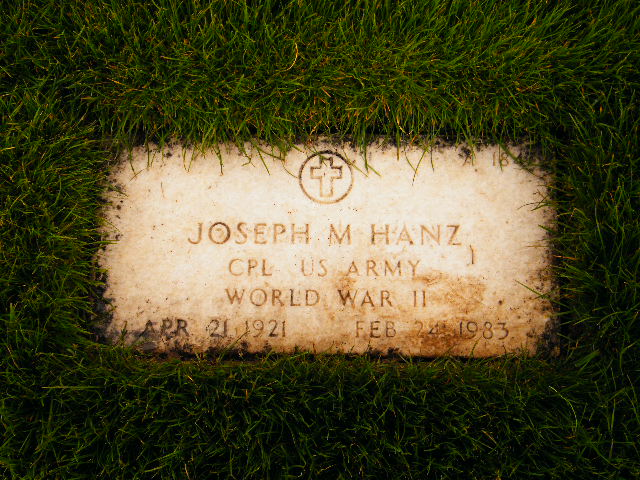 JOSEPH M HANZ
CPL US ARMY
WORLD WAR II
APR 21 1921 FEB 24 1983